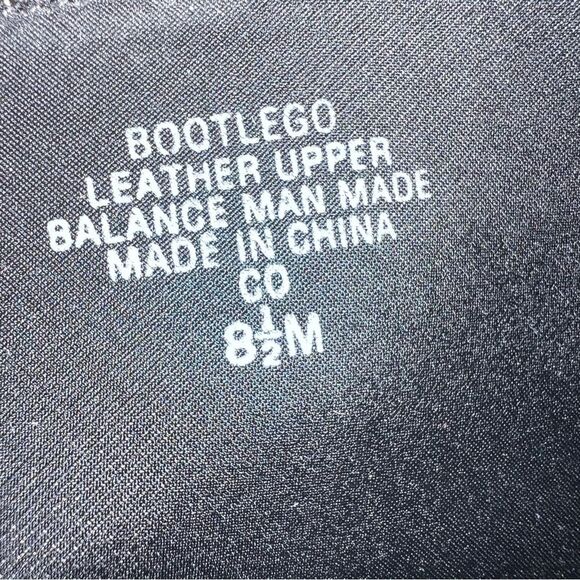 BOOTLEGO
LEATHER UPPER
BALANCE MAN MADE
MADE IN CHINA
CO
8½M